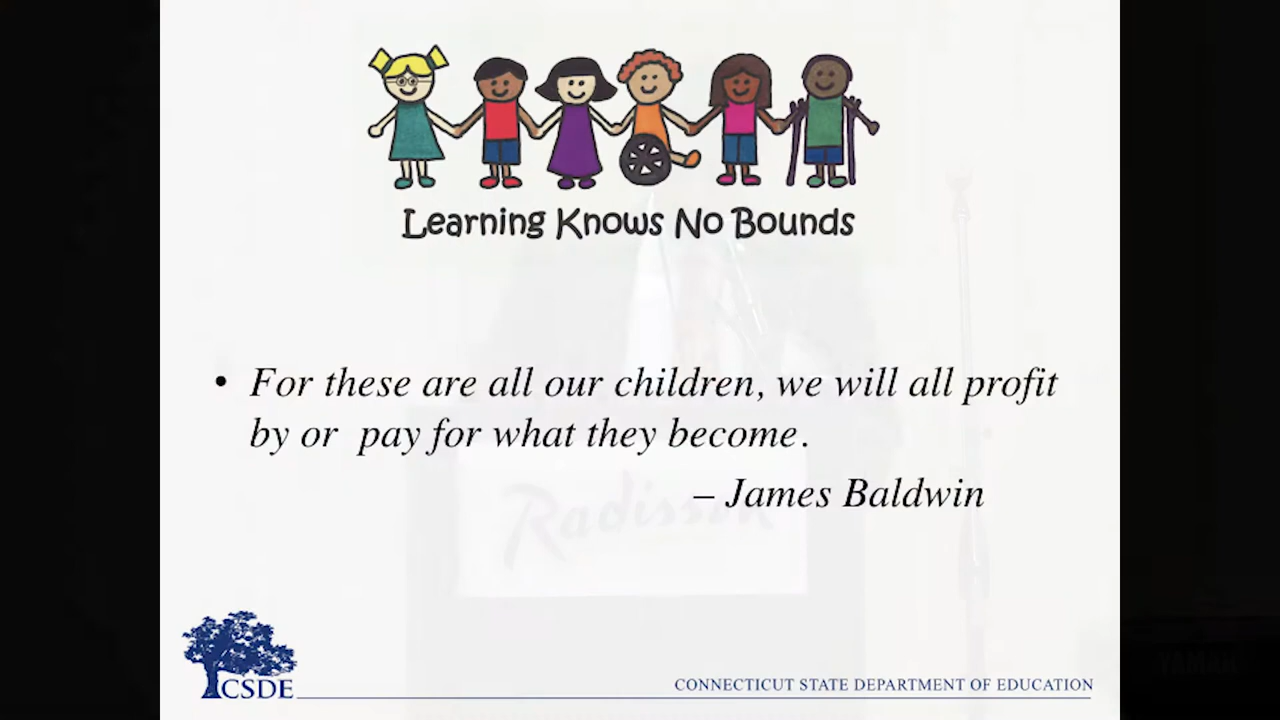 Learning Knows No Bounds
• For these are all our children, we will all profit
by or pay for what they become.
– James Baldwin
Radisson
CSDE
CONNECTICUT STATE DEPARTMENT OF EDUCATION